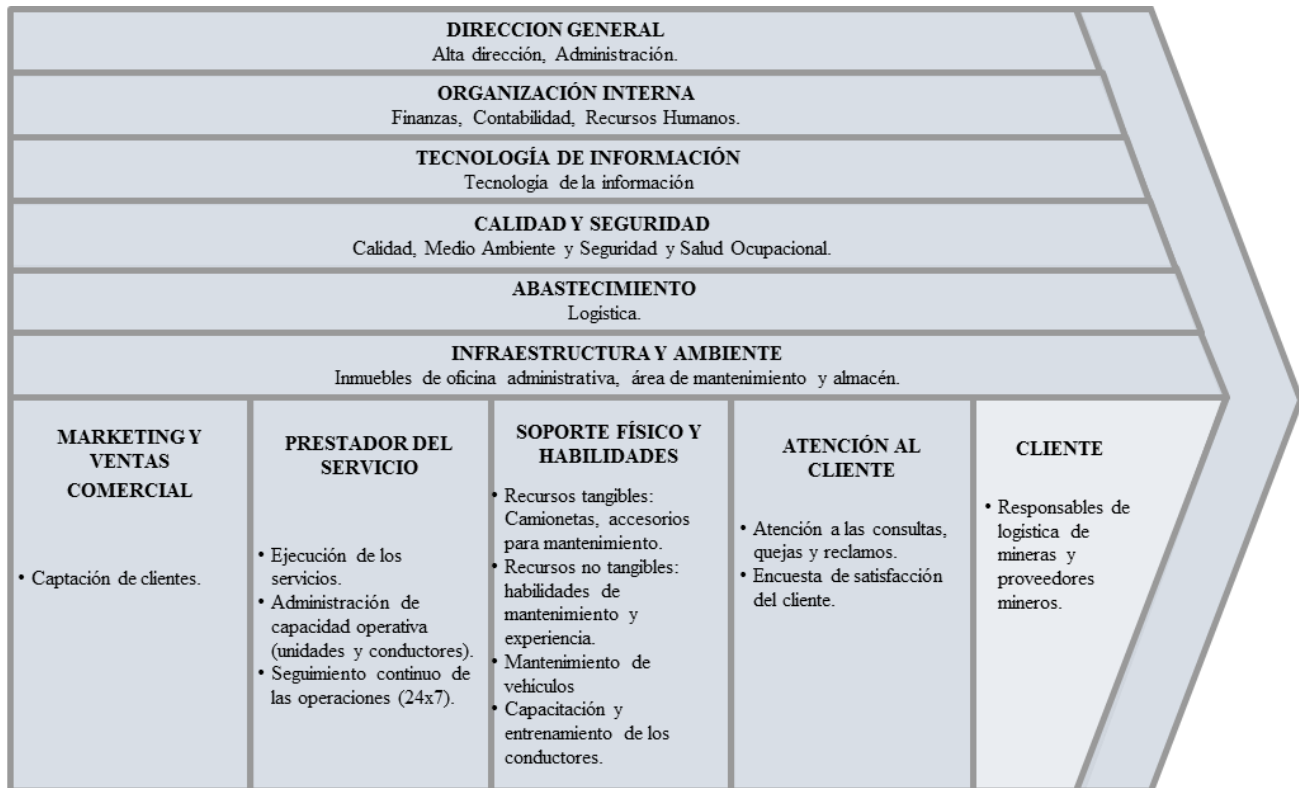 DIRECCION GENERAL
Alta dirección, Administración.
ORGANIZACIÓN INTERNA
Finanzas, Contabilidad, Recursos Humanos.
TECNOLOGÍA DE INFORMACIÓN
Tecnología de la información
CALIDAD Y SEGURIDAD
Calidad, Medio Ambiente y Seguridad y Salud Ocupacional.
ABASTECIMIENTO
Logística.
INFRAESTRUCTURA Y AMBIENTE
Inmuebles de oficina administrativa, área de mantenimiento y almacén.
MARKETING Y
VENTAS
COMERCIAL
• Captación de clientes.
PRESTADOR DEL
SERVICIO
• Ejecución de los
servicios.
• Administración de
capacidad operativa
(unidades y conductores).
• Seguimiento continuo de
las operaciones (24x7).
SOPORTE FÍSICO Y
HABILIDADES
• Recursos tangibles:
Camionetas, accesorios
para mantenimiento.
• Recursos no tangibles:
habilidades de
mantenimiento y
experiencia.
• Mantenimiento de
vehículos
• Capacitación y
entrenamiento de los
conductores.
ATENCIÓN AL
CLIENTE
• Atención a las consultas,
quejas y reclamos.
• Encuesta de satisfacción
del cliente.
CLIENTE
• Responsables de
logística de
mineras y
proveedores
mineros.